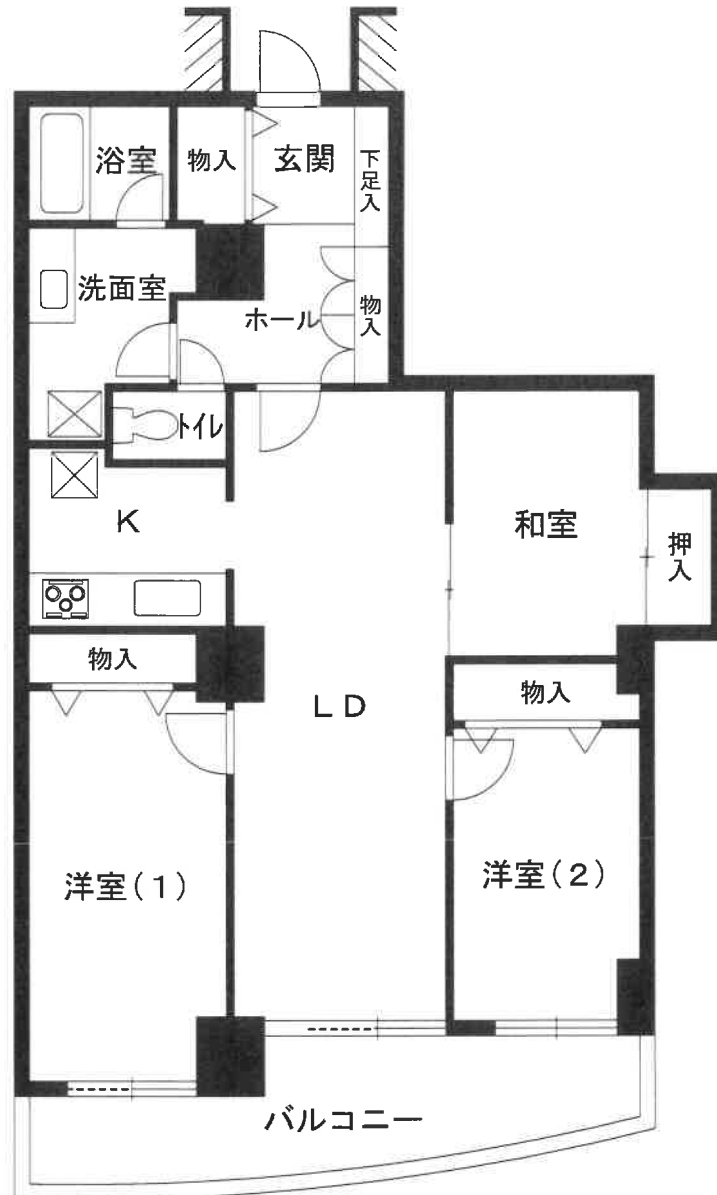 浴室
物入
玄関
下足入
洗面室
ホール
物入
トイレ
K
和室
押入
物入
LD
物入
洋室(1)
洋室(2)
バルコニー